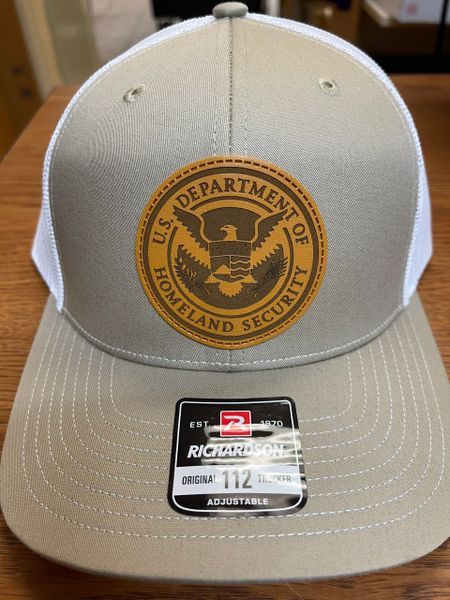 U.S. DEPARTMENT OF
HOMELAND SECURITY
EST. 1970
R
RICHARDSON
ORIGINAL 112 TRUCKER
ADJUSTABLE